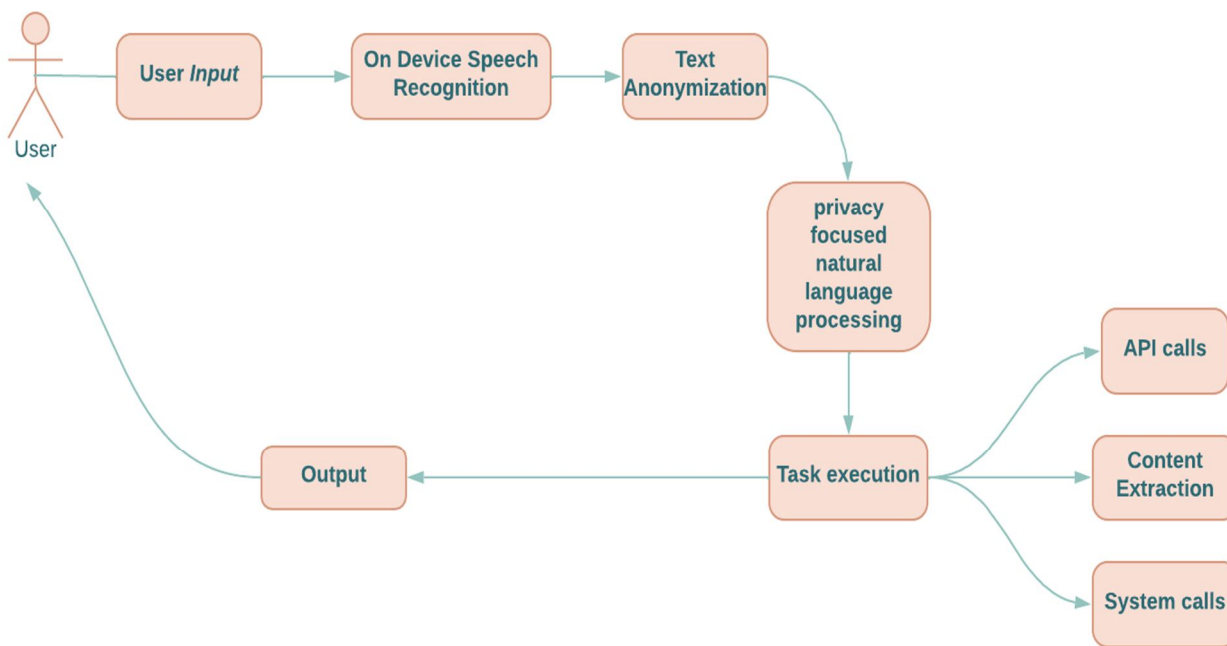 User Input
On Device Speech
Recognition
Text
Anonymization
User
privacy
focused
natural
language
processing
API calls
Task execution
Output
Content
Extraction
System calls